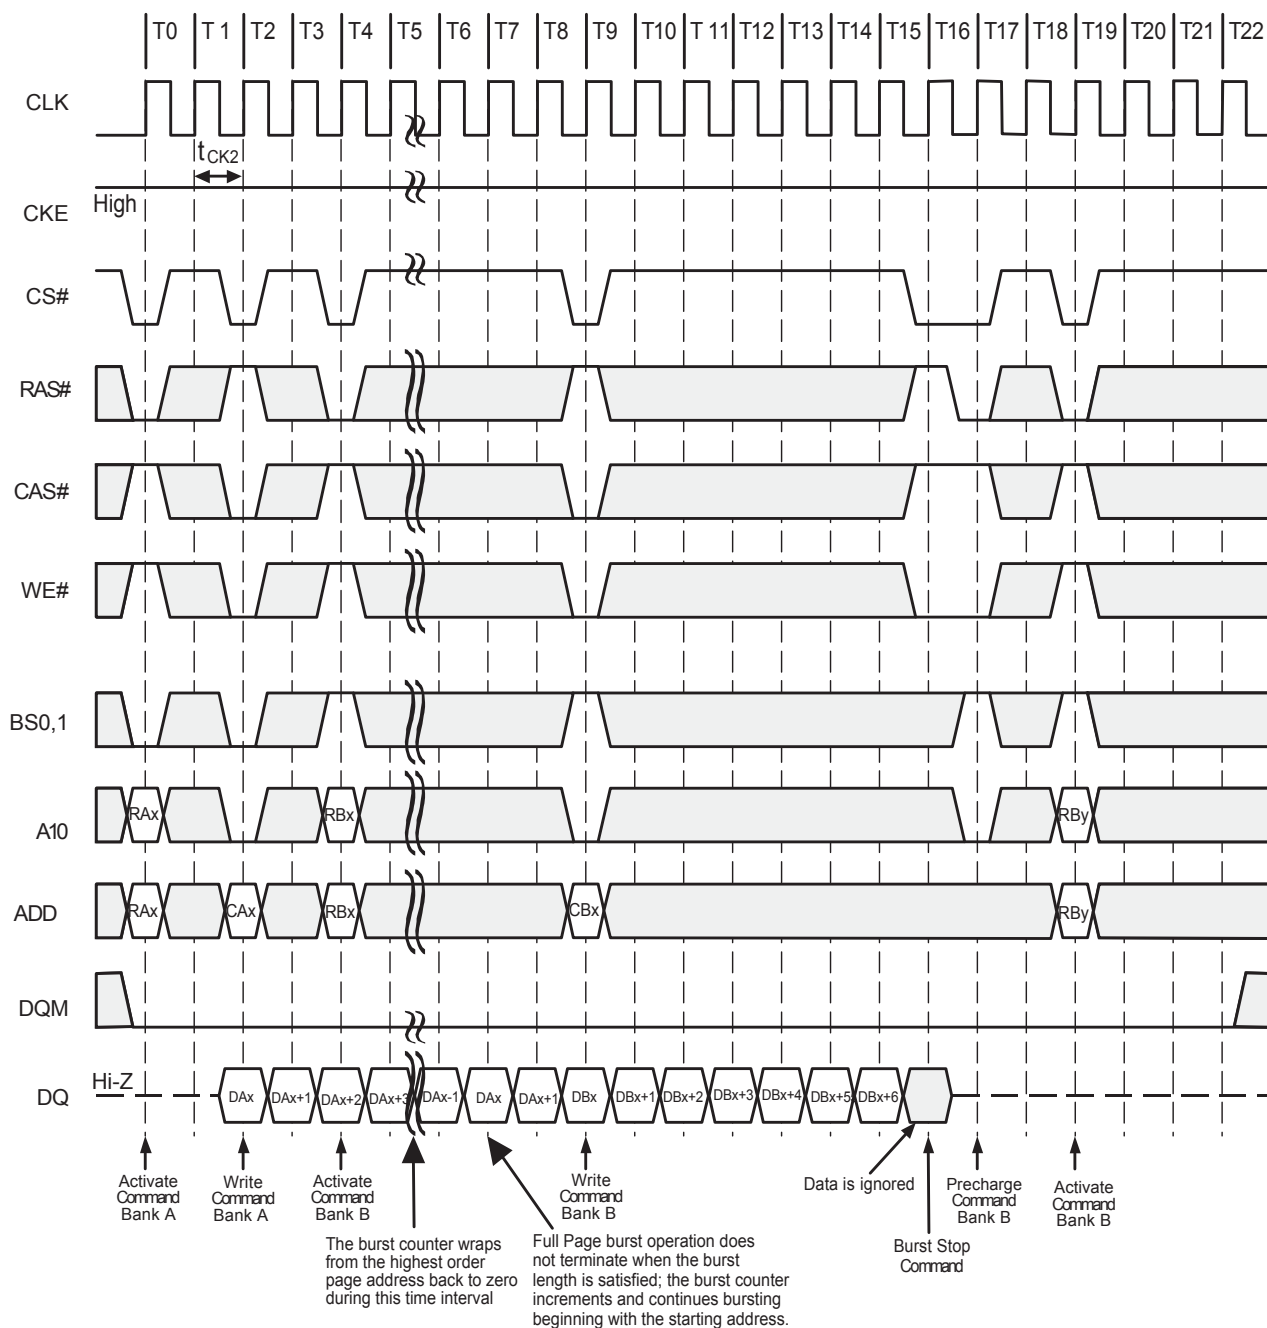 T0 T 1 T2 T3 T4 T5 T6 T7 T8 T9 T10 T 11 T12 T13 T14 T15 T16 T17 T18 T19 T20 T21 T22
CLK
tCK2
CKE
High
CS#
RAS#
CAS#
WE#
BS0,1
A10
RAx RBx RBy
ADD
RAx CAx RBx CBx RBy
DQM
DQ
Hi-Z
DAx DAx+1 DAx+2 DAx+3 DAx-1 DAx DAx+1 DBx DBx+1 DBx+2 DBx+3 DBx+4 DBx+5 DBx+6
Activate
Command
Bank A
Write
Command
Bank A
Activate
Command
Bank B
Write
Command
Bank B
Data is ignored
Precharge
Command
Bank B
Activate
Command
Bank B
The burst counter wraps
from the highest order
page address back to zero
during this time interval
Full Page burst operation does
not terminate when the burst
length is satisfied; the burst counter
increments and continues bursting
beginning with the starting address.
Burst Stop
Command